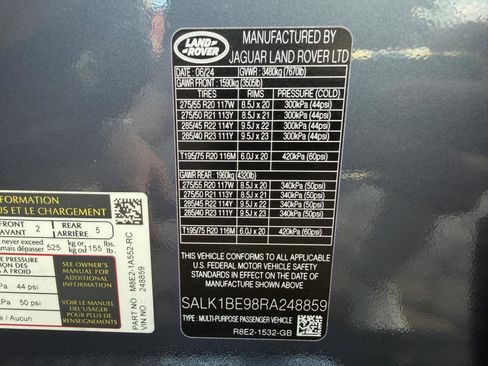 LAND ROVER
MANUFACTURED BY
JAGUAR LAND ROVER LTD
DATE : 06/24 GVWR : 3480kg (7670lb)
GAWR FRONT : 1590kg (3505lb)
TIRES RIMS PRESSURE (COLD)
275/55 R20 117W 8.5J x 20 300kPa (44psi)
275/50 R21 113Y 8.5J x 21 300kPa (44psi)
285/45 R22 114Y 9.5J x 22 300kPa (44psi)
285/40 R23 111Y 9.5J x 23 300kPa (44psi)
T195/75 R20 116M 6.0J x 20 420kPa (60psi)
GAWR REAR : 1960kg (4320lb)
275/55 R20 117W 8.5J x 20 340kPa (50psi)
275/50 R21 113Y 8.5J x 21 340kPa (50psi)
285/45 R22 114Y 9.5J x 22 340kPa (50psi)
285/40 R23 111Y 9.5J x 23 340kPa (50psi)
T195/75 R20 116M 6.0J x 20 420kPa (60psi)
THIS VEHICLE CONFORMS TO ALL APPLICABLE
U.S. FEDERAL MOTOR VEHICLE SAFETY STANDARDS
IN EFFECT ON THE DATE OF MANUFACTURE SHOWN ABOVE.
SALK1BE98RA248859
TYPE : MULTI-PURPOSE PASSENGER VEHICLE
R8E2-1532-GB
FORMATION
US ET LE CHARGEMENT
FRONT AVANT 2 REAR ARRIÈRE 5
never exceed
mais dépasser 525 kg or kg ou 155 lbs. lb.
SEE OWNER'S
MANUAL FOR
ADDITIONAL
INFORMATION
VOIR LE MANUEL
DE L'USAGER
POUR PLUS DE
RENSEIGNEMENTS
44 psi
50 psi
/ Aucun
PART NO : M8E2-1A552-RC
VIN NO : 248859